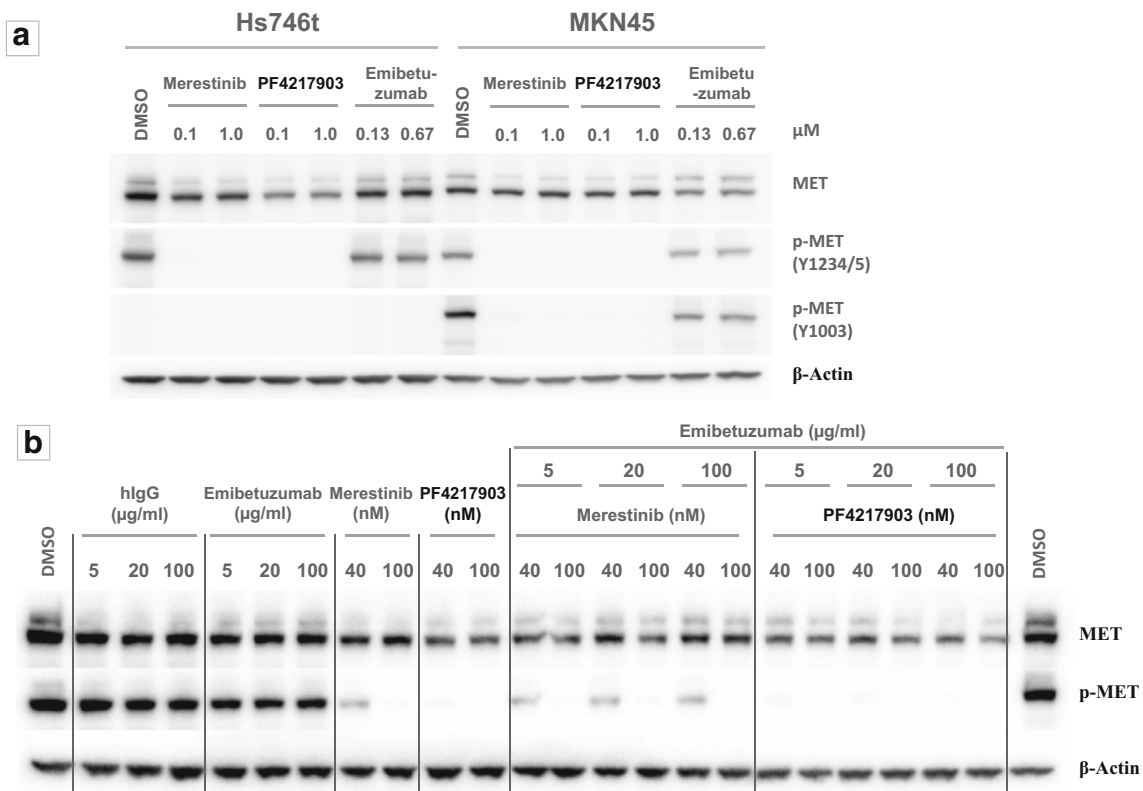 a
Hs746t MKN45
DMSO Merestinib PF4217903 Emibetu- DMSO Merestinib PF4217903 Emibetu
zumab -zumab
0.1 1.0 0.1 1.0 0.13 0.67 0.1 1.0 0.1 1.0 0.13 0.67 μM
MET
p-MET
(Y1234/5)
p-MET
(Y1003)
β-Actin
b
Emibetuzumab (μg/ml)
5 20 100 5 20 100
hIgG Emibetuzumab Merestinib PF4217903
(μg/ml) (μg/ml) (nM) (nM) Merestinib (nM) PF4217903 (nM)
DMSO 5 20 100 5 20 100 40 100 40 100 40 100 40 100 40 100 40 100 40 100 40 100 DMSO
MET
p-MET
β-Actin